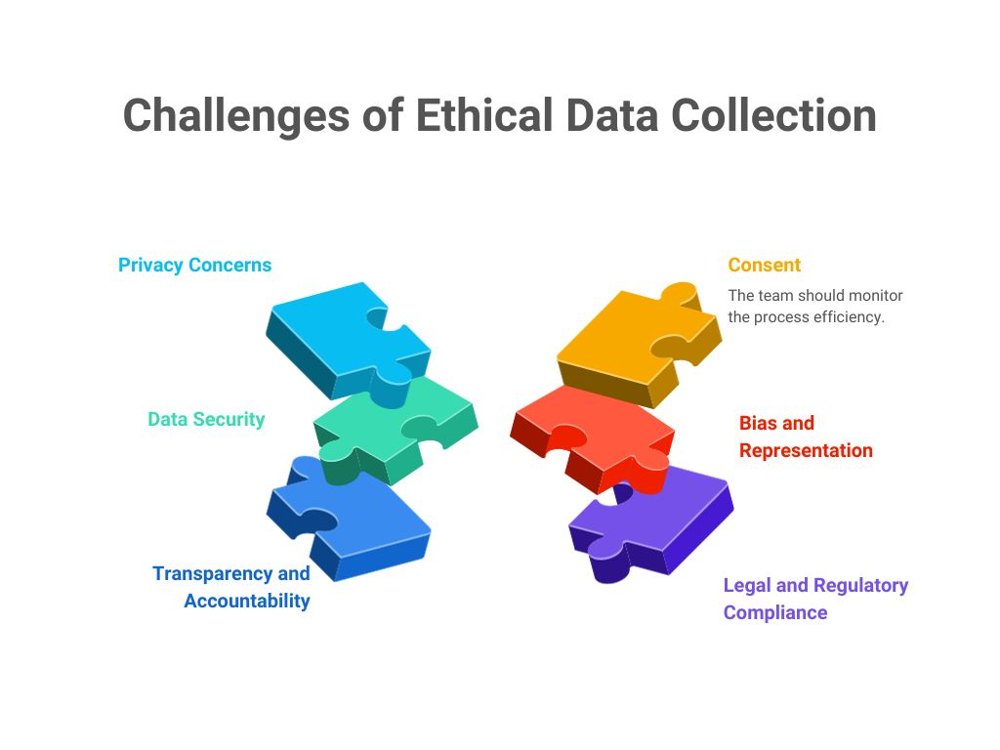 Challenges of Ethical Data Collection
Privacy Concerns
Consent
The team should monitor
the process efficiency.
Data Security
Bias and
Representation
Transparency and
Accountability
Legal and Regulatory
Compliance